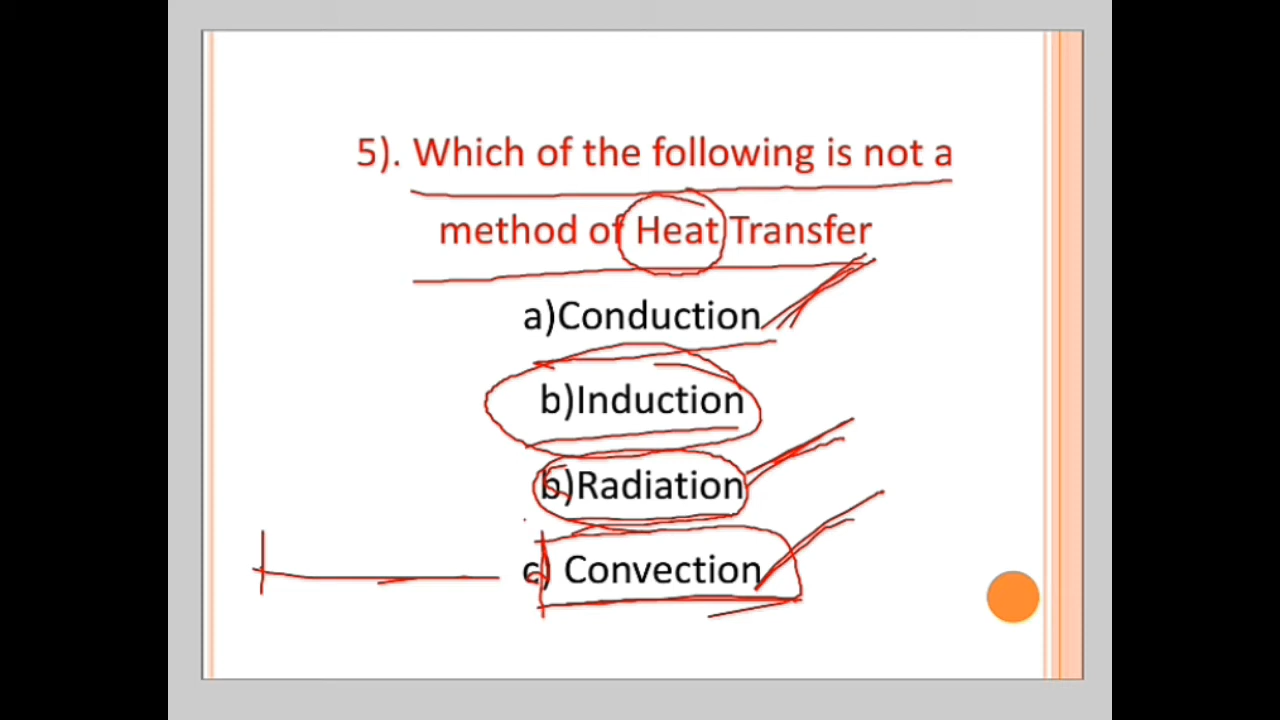 5). Which of the following is not a
method of Heat Transfer
a)Conduction
b)Induction
b)Radiation
c) Convection